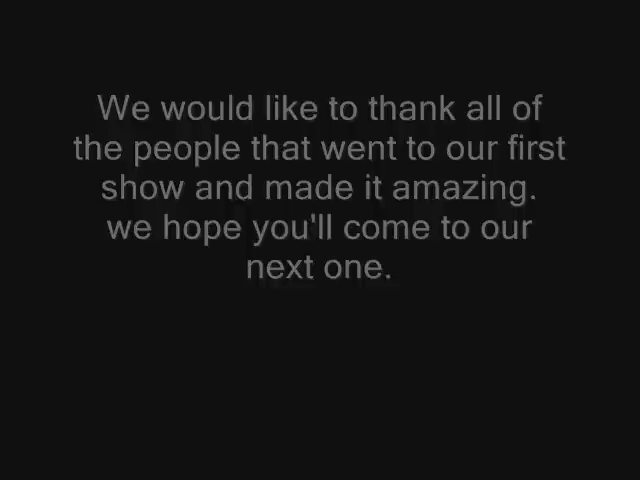 We would like to thank all of
the people that went to our first
show and made it amazing.
we hope you'll come to our
next one.